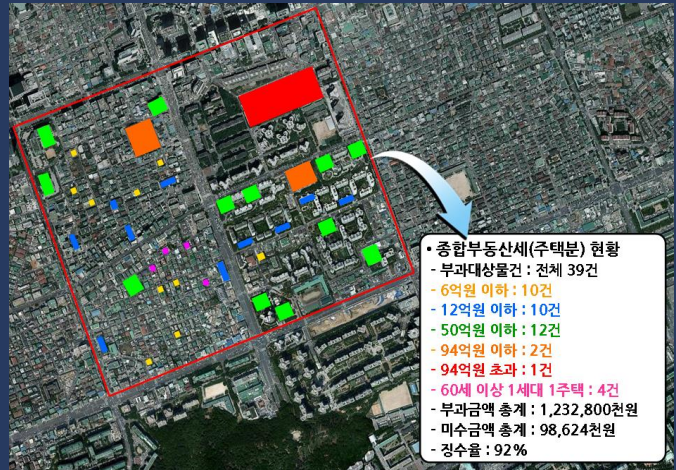 • 종합부동산세(주택분) 현황
- 부과대상물건 : 전체 39건
- 6억원 이하 : 10건
- 12억원 이하 : 10건
- 50억원 이하 : 12건
- 94억원 이하 : 2건
- 94억원 초과 : 1건
- 60세 이상 1세대 1주택 : 4건
- 부과금액 총계 : 1,232,800천원
- 미수금액 총계 : 98,624천원
- 징수율 : 92%